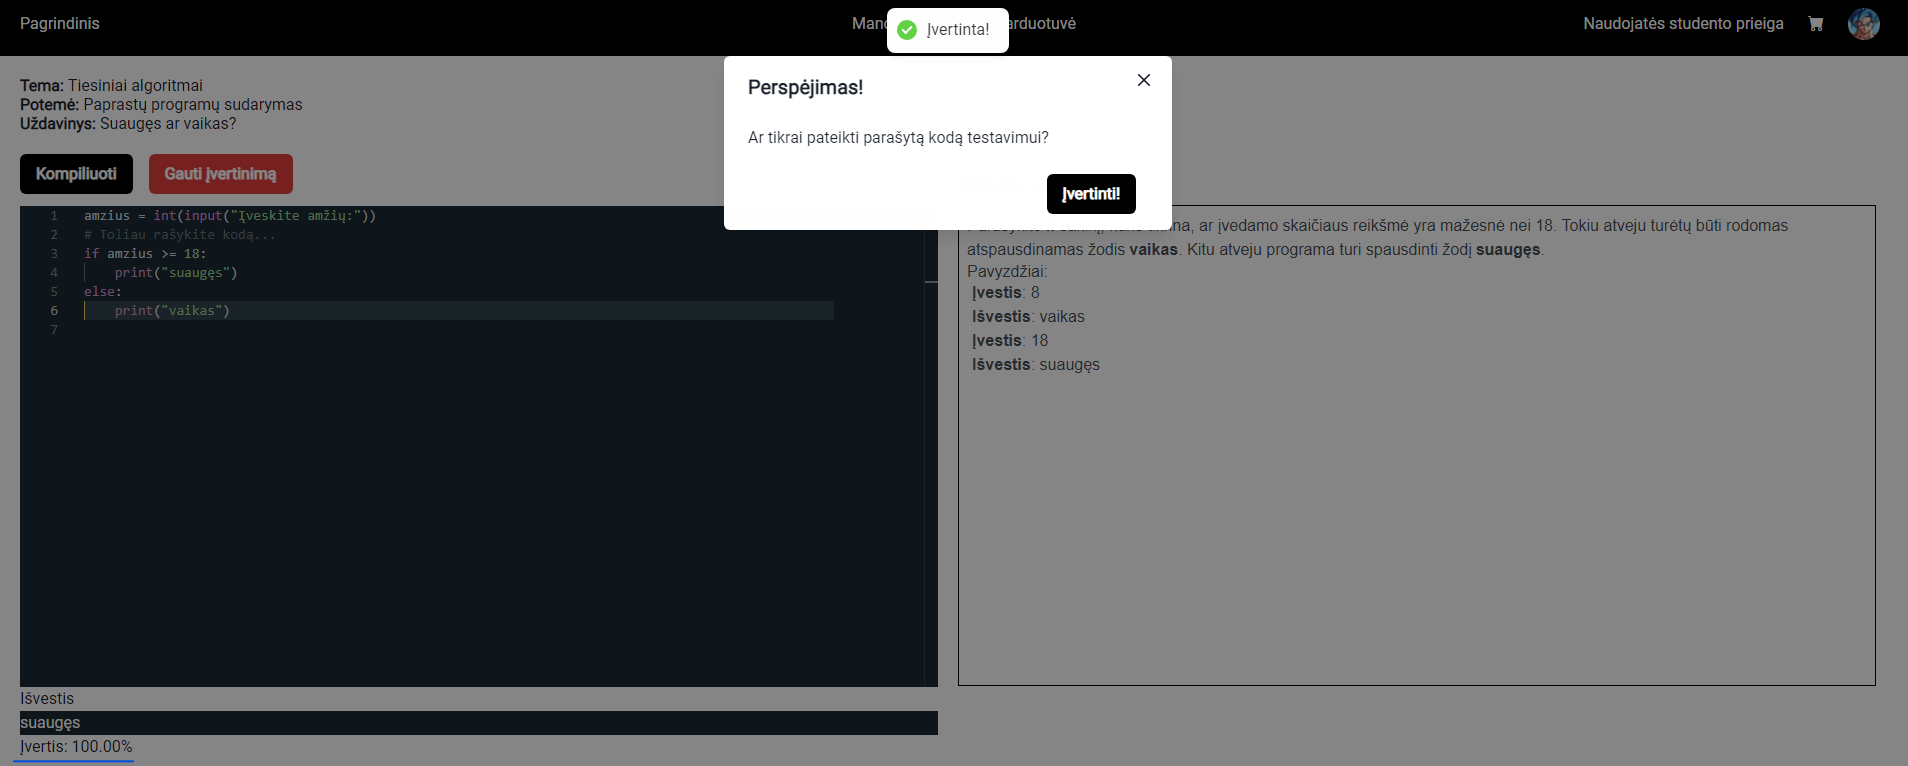 Pagrindinis
Įvertinta!
arduotuvė
Naudojatės studento prieiga
Perspėjimas!
Ar tikrai pateikti parašytą kodą testavimui?
Įvertinti!
Tema: Tiesiniai algoritmai
Potemė: Paprastų programų sudarymas
Uždavinys: Suaugęs ar vaikas?
Kompiliuoti
Gauti įvertinimą
1 amzius = int(input("Įveskite amžių:"))
2 # Toliau rašykite kodą...
3 if amzius >= 18:
4 print("suaugęs")
5 else:
6 print("vaikas")
7
ar įvedamo skaičiaus reikšmė yra mažesnė nei 18. Tokiu atveju turėtų būti rodomas
atspausdinamas žodis vaikas. Kitu atveju programa turi spausdinti žodį suaugęs.
Pavyzdžiai:
Įvestis: 8
Išvestis: vaikas
Įvestis: 18
Išvestis: suaugęs
Išvestis
suaugęs
Įvertis: 100.00%